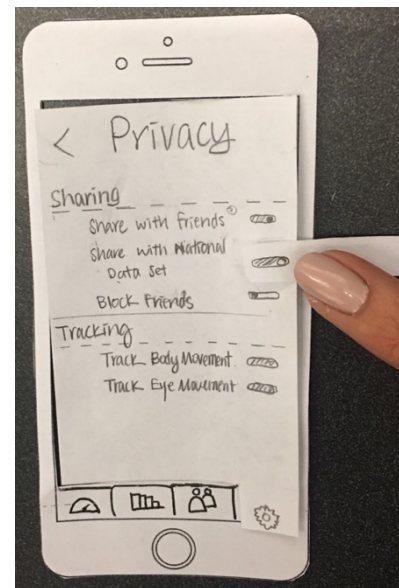 < Privacy
Sharing
Share with friends
Share with National
Data Set
Block Friends
Tracking
Track Body Movement
Track Eye Movement